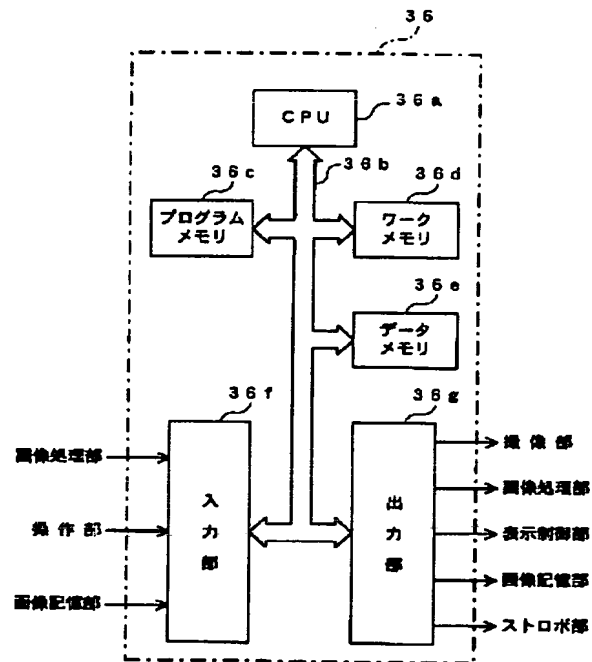 ３６
ＣＰＵ
３６ａ
３６ｂ
３６ｃ
プログラム
メモリ
３６ｄ
ワーク
メモリ
３６ｅ
データ
メモリ
３６ｆ
入力部
３６ｇ
出力部
画像処理部
操作部
画像記憶部
撮像部
画像処理部
表示制御部
画像記憶部
ストロボ部